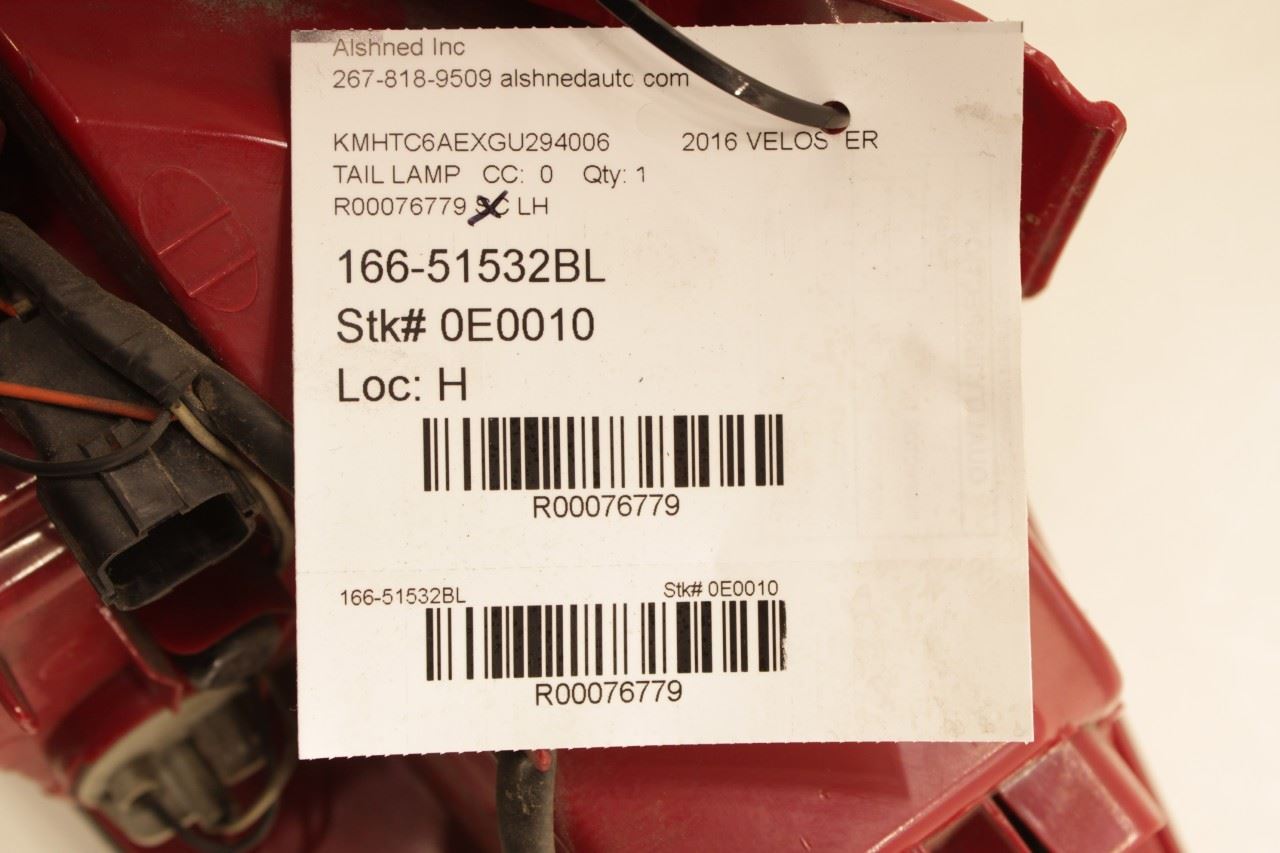 Alshned Inc
267-818-9509 alshnedauto com
KMHTC6AEXGU294006 2016 VELOS ER
TAIL LAMP CC: 0 Qty: 1
R00076779 LH
166-51532BL
Stk# 0E0010
Loc: H
R00076779
166-51532BL Stk# 0E0010
R00076779